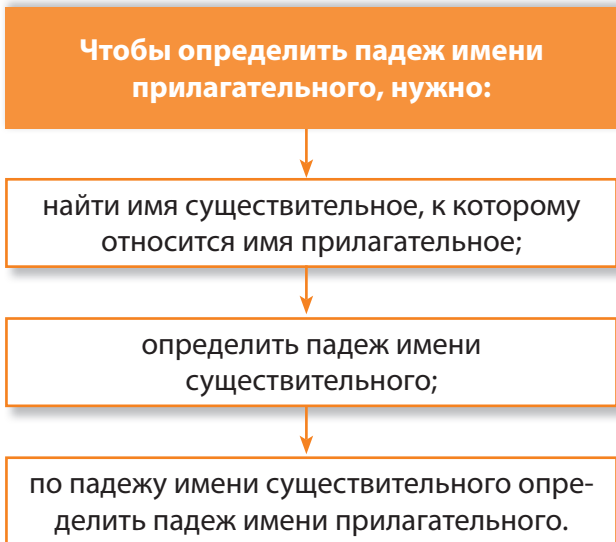 Чтобы определить падеж имени
прилагательного, нужно:
найти имя существительное, к которому
относится имя прилагательное;
определить падеж имени
существительного;
по падежу имени существительного опре-
делить падеж имени прилагательного.